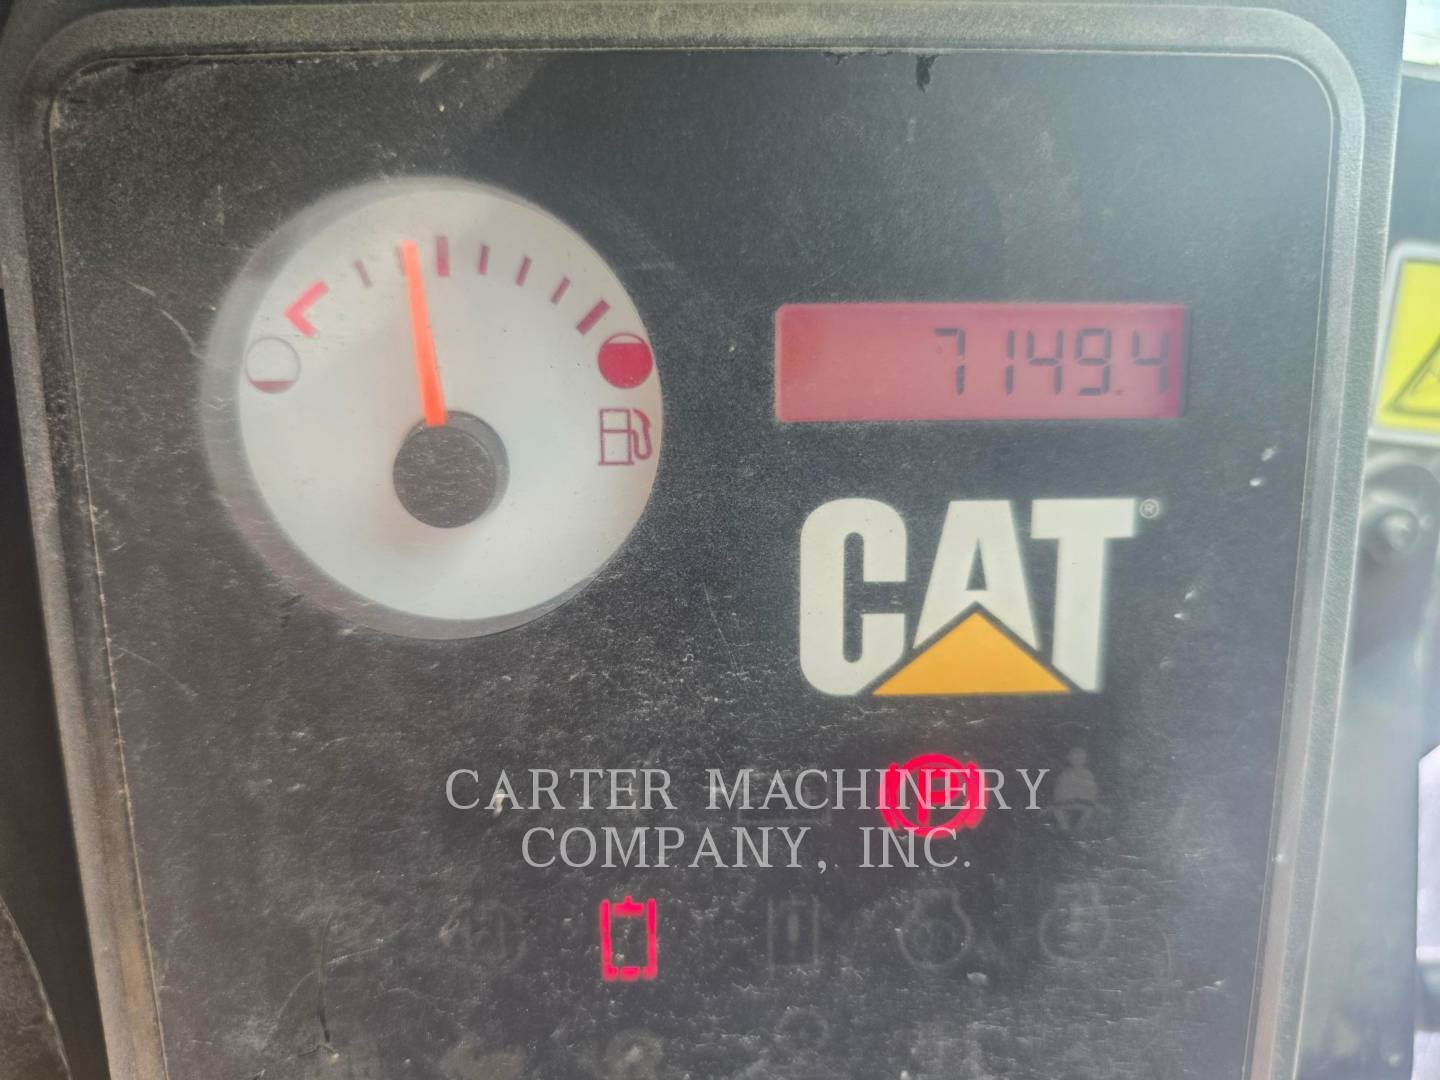 7149.4
CAT®
P
CARTER MACHINERY
COMPANY, INC.